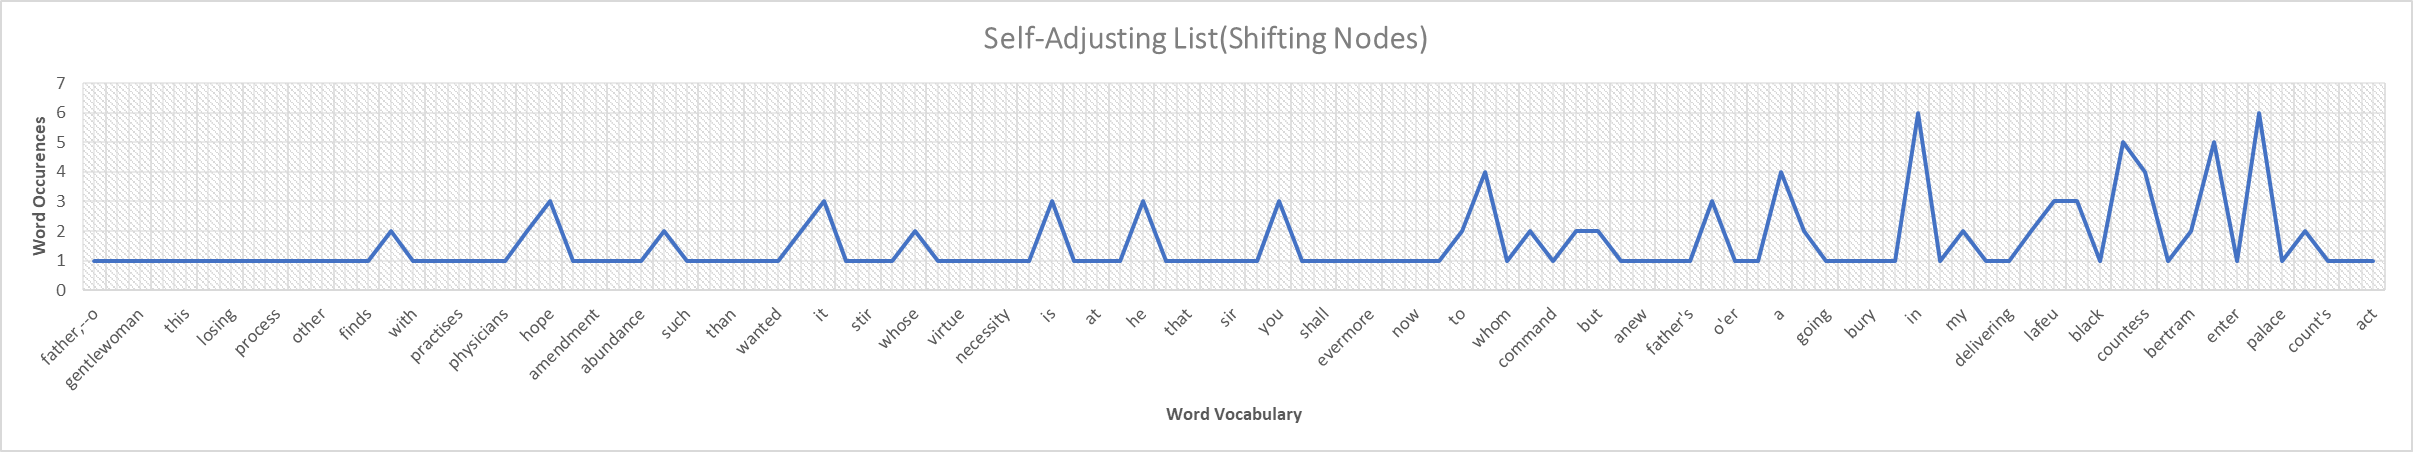 Self-Adjusting List(Shifting Nodes)
Word Occurences
7
6
5
4
3
2
1
0
father,--o
gentlewoman
this
losing
process
other
finds
with
practises
physicians
hope
amendment
abundance
such
than
wanted
it
stir
whose
virtue
necessity
is
at
he
that
sir
you
shall
evermore
now
to
whom
command
but
anew
father's
o'er
a
going
bury
in
my
delivering
lafeu
black
countess
bertram
enter
palace
count's
act
Word Vocabulary